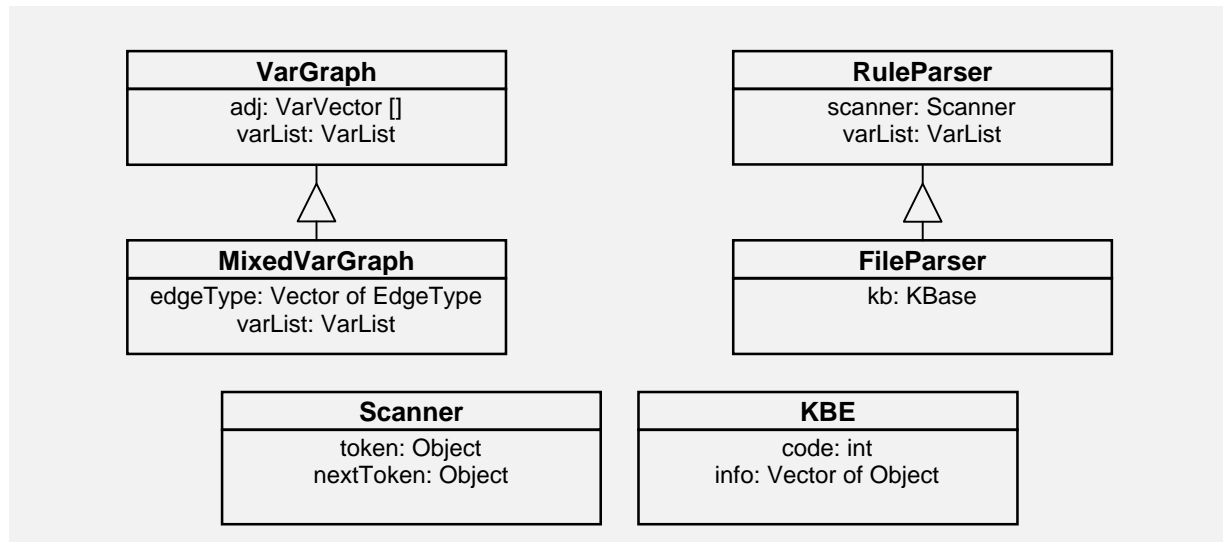 VarGraph
adj: VarVector []
varList: VarList
RuleParser
scanner: Scanner
varList: VarList
MixedVarGraph
edgeType: Vector of EdgeType
varList: VarList
FileParser
kb: KBase
Scanner
token: Object
nextToken: Object
KBE
code: int
info: Vector of Object